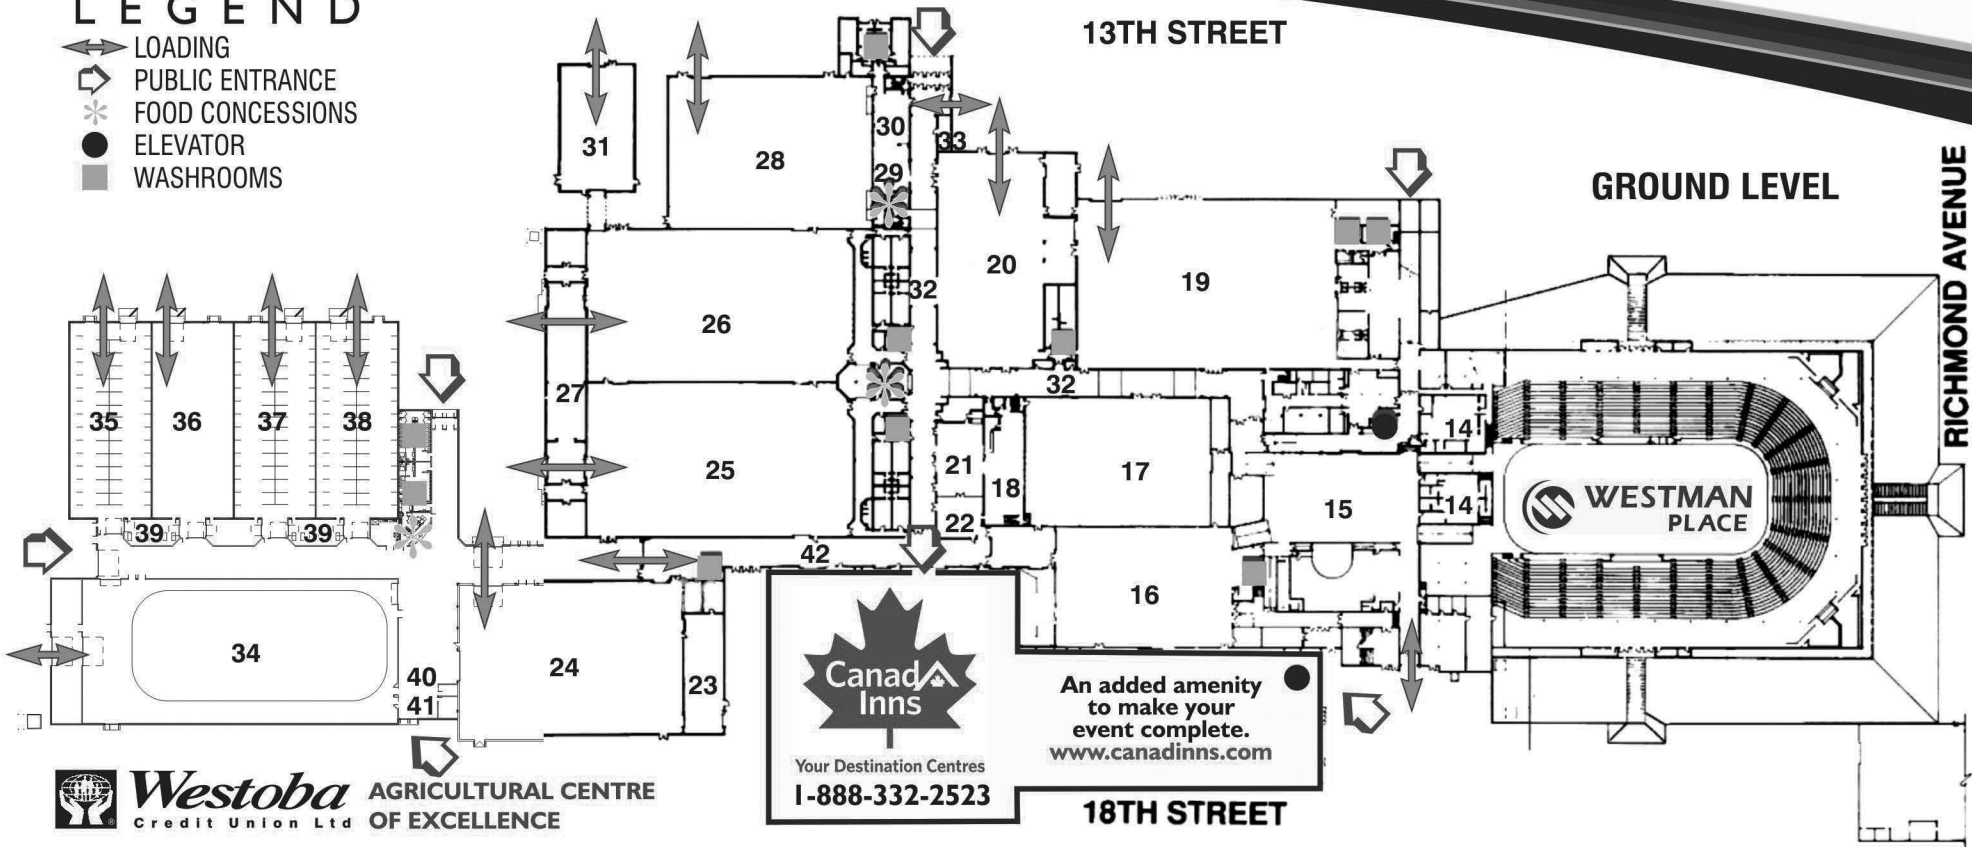 LEGEND
LOADING
PUBLIC ENTRANCE
FOOD CONCESSIONS
ELEVATOR
WASHROOMS
13TH STREET
GROUND LEVEL
RICHMOND AVENUE
31
28
30
29
33
20
19
26
32
27
32
25
21
22
18
17
15
14
14
WESTMAN
PLACE
35
36
37
38
39
39
42
16
34
40
41
24
23
Canad
Inns
Your Destination Centres
1-888-332-2523
An added amenity
to make your
event complete.
www.canadinns.com
18TH STREET
Westoba
Credit Union Ltd
AGRICULTURAL CENTRE
OF EXCELLENCE